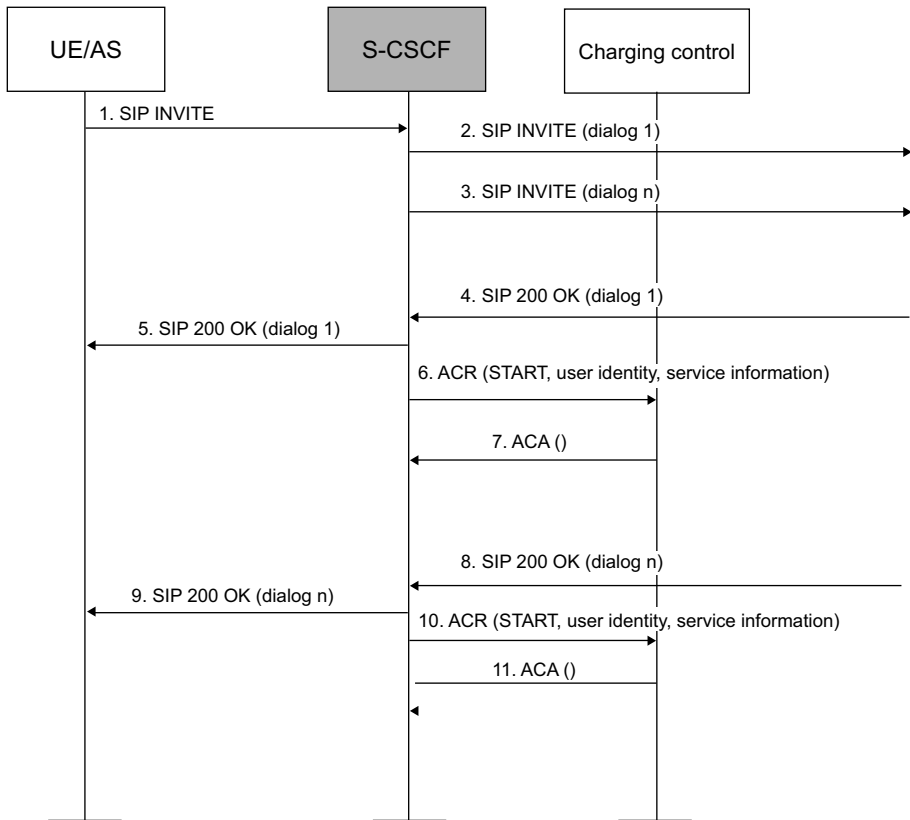 UE/AS
S-CSCF
Charging control
1. SIP INVITE
2. SIP INVITE (dialog 1)
3. SIP INVITE (dialog n)
4. SIP 200 OK (dialog 1)
5. SIP 200 OK (dialog 1)
6. ACR (START, user identity, service information)
7. ACA ()
8. SIP 200 OK (dialog n)
9. SIP 200 OK (dialog n)
10. ACR (START, user identity, service information)
11. ACA ()